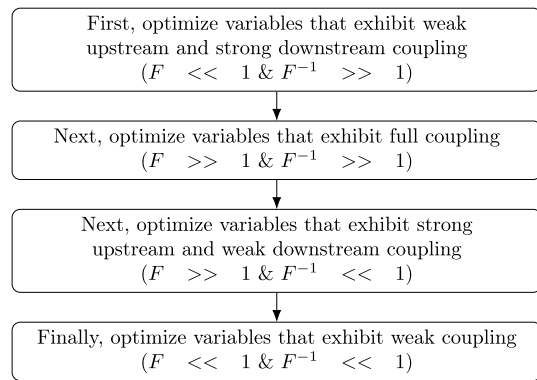 First, optimize variables that exhibit weak
upstream and strong downstream coupling
(F << 1 & F⁻¹ >> 1)
Next, optimize variables that exhibit full coupling
(F >> 1 & F⁻¹ >> 1)
Next, optimize variables that exhibit strong
upstream and weak downstream coupling
(F >> 1 & F⁻¹ << 1)
Finally, optimize variables that exhibit weak coupling
(F << 1 & F⁻¹ << 1)